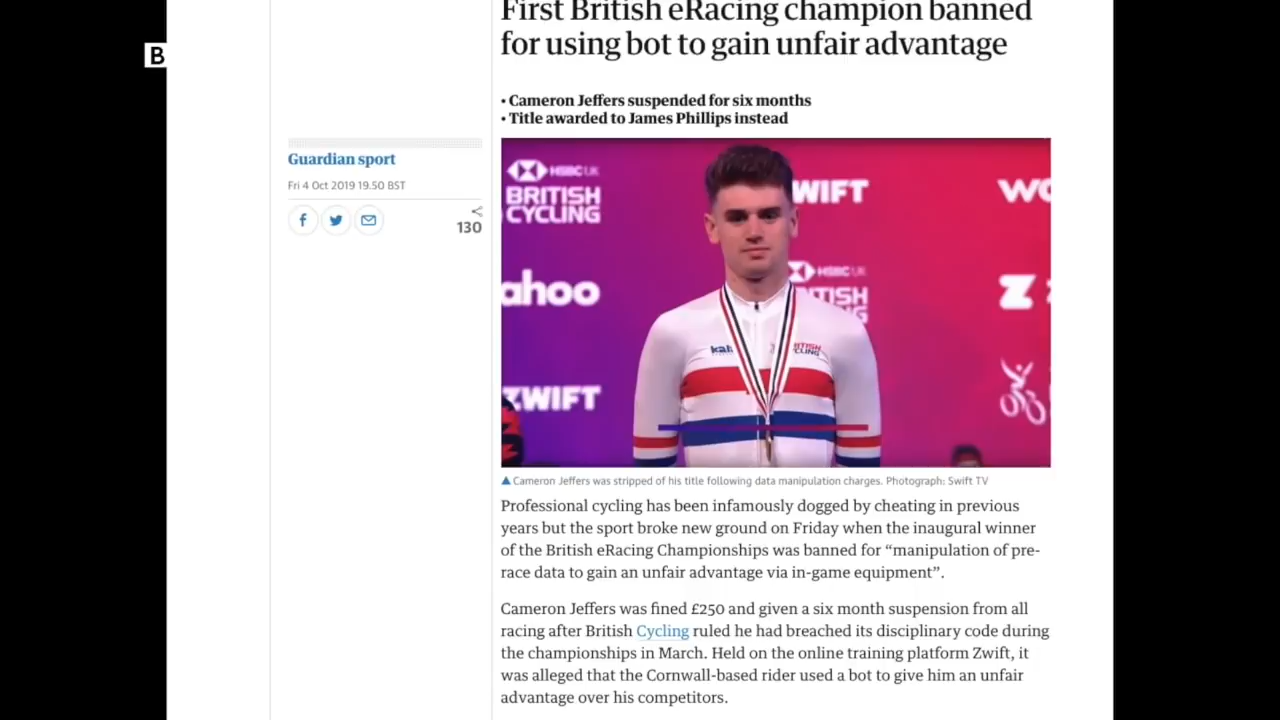 First British eRacing champion banned
for using bot to gain unfair advantage
B
• Cameron Jeffers suspended for six months
• Title awarded to James Phillips instead
Guardian sport
Fri 4 Oct 2019 19.50 BST
130
HSBC UK
BRITISH
CYCLING
ZWIFT
WIFT
ahoo
HSBC UK
BRITISH
CYCLING
Cameron Jeffers was stripped of his title following data manipulation charges. Photograph: Swift TV
Professional cycling has been infamously dogged by cheating in previous
years but the sport broke new ground on Friday when the inaugural winner
of the British eRacing Championships was banned for “manipulation of pre-
race data to gain an unfair advantage via in-game equipment”.
Cameron Jeffers was fined £250 and given a six month suspension from all
racing after British Cycling ruled he had breached its disciplinary code during
the championships in March. Held on the online training platform Zwift, it
was alleged that the Cornwall-based rider used a bot to give him an unfair
advantage over his competitors.